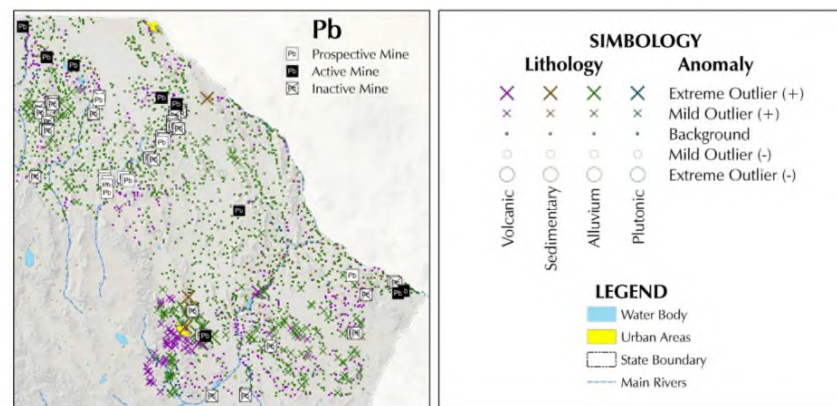 Pb
Prospective Mine
Active Mine
Inactive Mine
SIMBOLOGY
Lithology Anomaly
Extreme Outlier (+)
Mild Outlier (+)
Background
Mild Outlier (-)
Extreme Outlier (-)
Volcanic
Sedimentary
Alluvium
Plutonic
LEGEND
Water Body
Urban Areas
State Boundary
Main Rivers